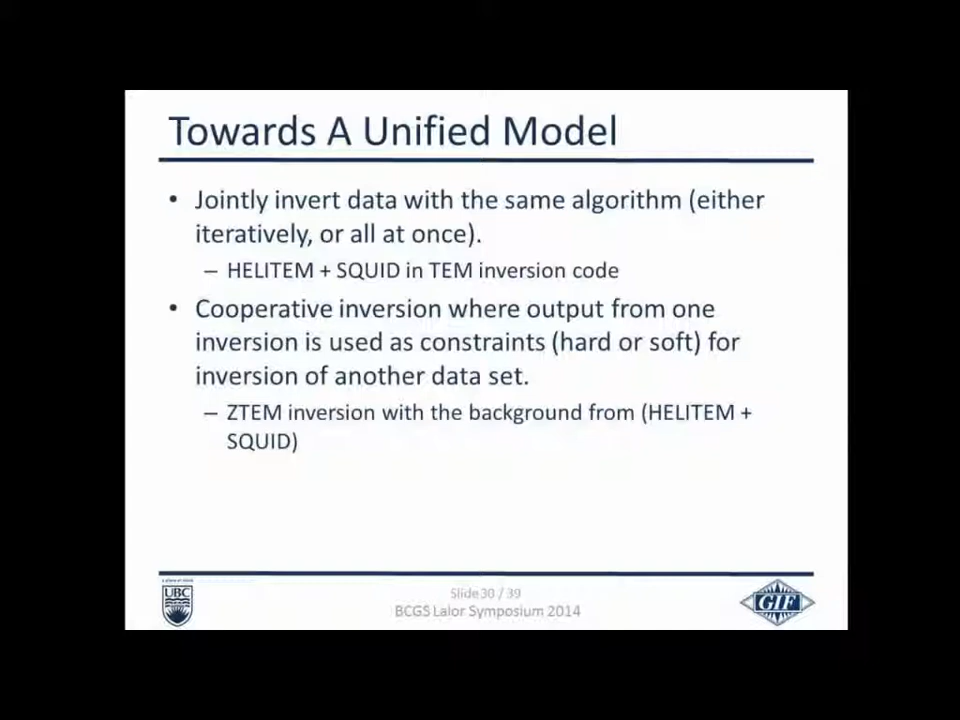 Towards A Unified Model
• Jointly invert data with the same algorithm (either
iteratively, or all at once).
– HELITEM + SQUID in TEM inversion code
• Cooperative inversion where output from one
inversion is used as constraints (hard or soft) for
inversion of another data set.
– ZTEM inversion with the background from (HELITEM +
SQUID)
UBC
Slide 30 / 39
BCGS Lalor Symposium 2014
GIF